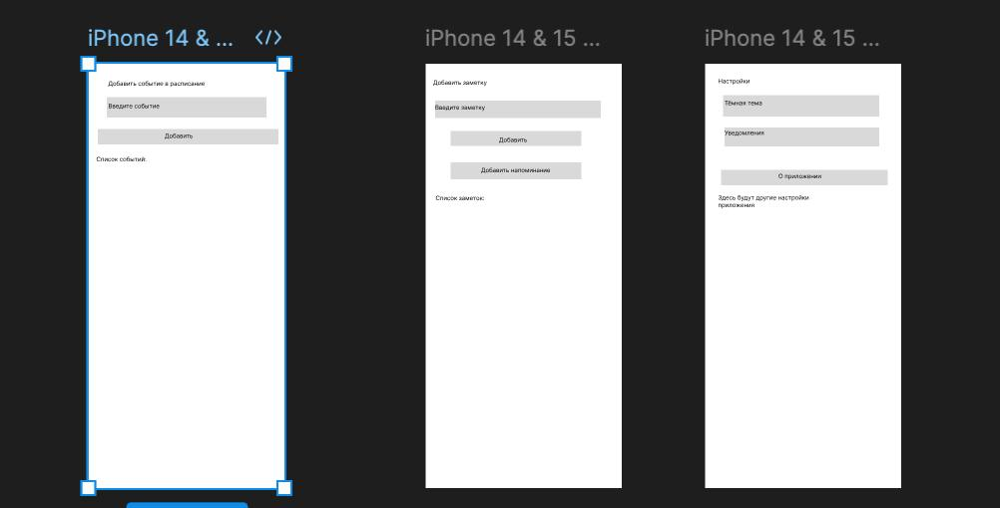 iPhone 14 & ...
iPhone 14 & 15 ...
iPhone 14 & 15 ...
Добавить событие в расписание
Введите событие
Добавить
Список событий:
Добавить заметку
Введите заметку
Добавить
Добавить напоминание
Список заметок:
Настройки
Тёмная тема
Уведомления
О приложении
Здесь будут другие настройки
приложения